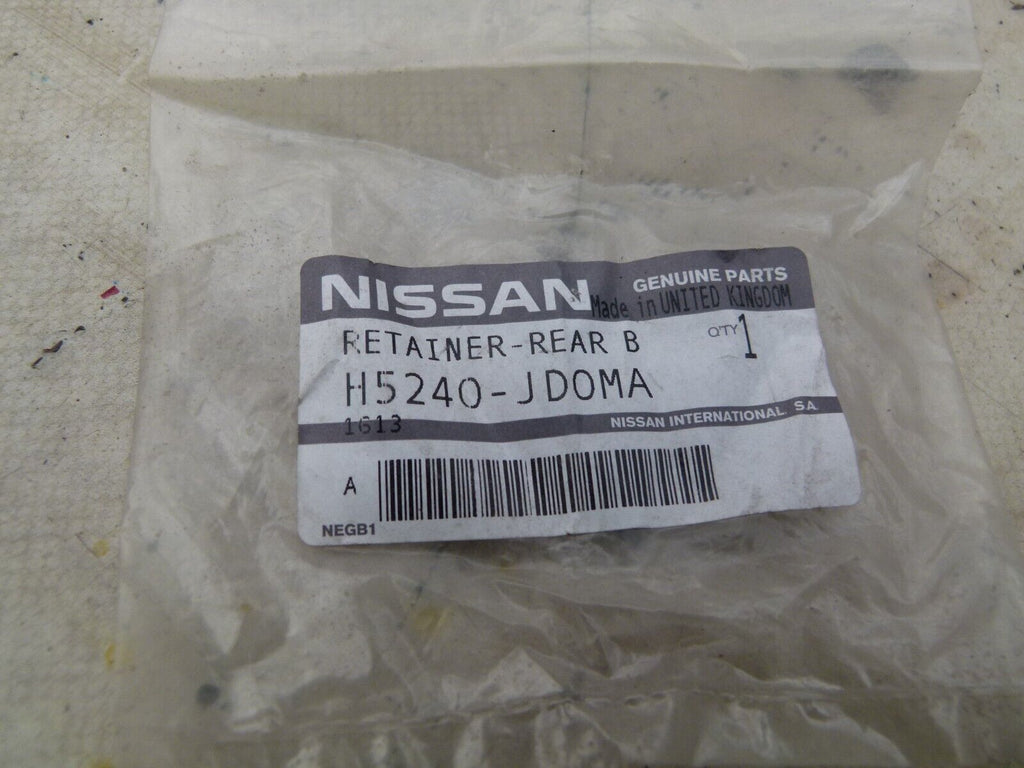 NISSAN GENUINE PARTS
Made in UNITED KINGDOM
RETAINER-REAR B QTY 1
H5240-JD0MA
1613 NISSAN INTERNATIONAL. SA
A
NEGB1